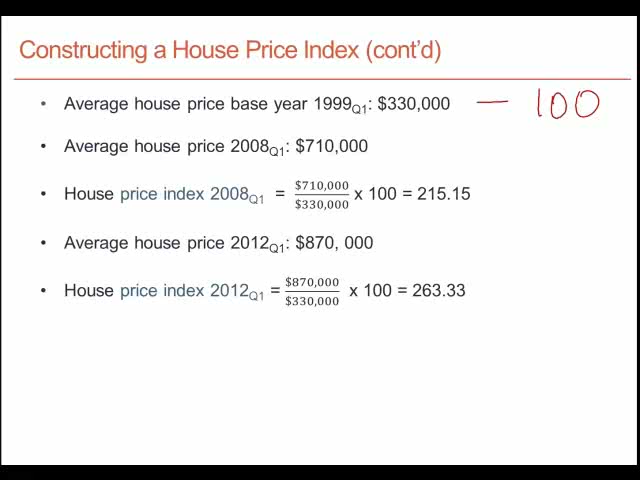 Constructing a House Price Index (cont'd)
• Average house price base year 1999Q1: $330,000 — 100
• Average house price 2008Q1: $710,000
• House price index 2008Q1 = $710,000/$330,000 x 100 = 215.15
• Average house price 2012Q1: $870, 000
• House price index 2012Q1 = $870,000/$330,000 x 100 = 263.33